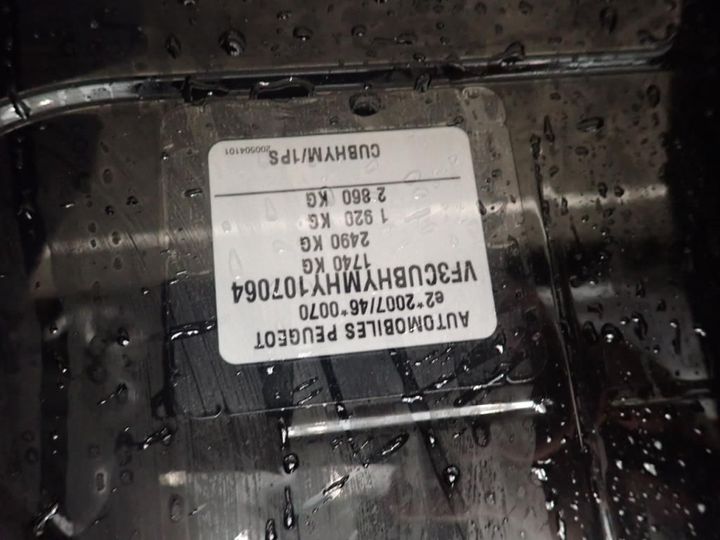 AUTOMOBILES PEUGEOT
e2*2007/46*0070
VF3CUBHYMHY107064
1740 KG
2490 KG
1 920 KG
2 860 KG
CUBHYM/1PS
200504101